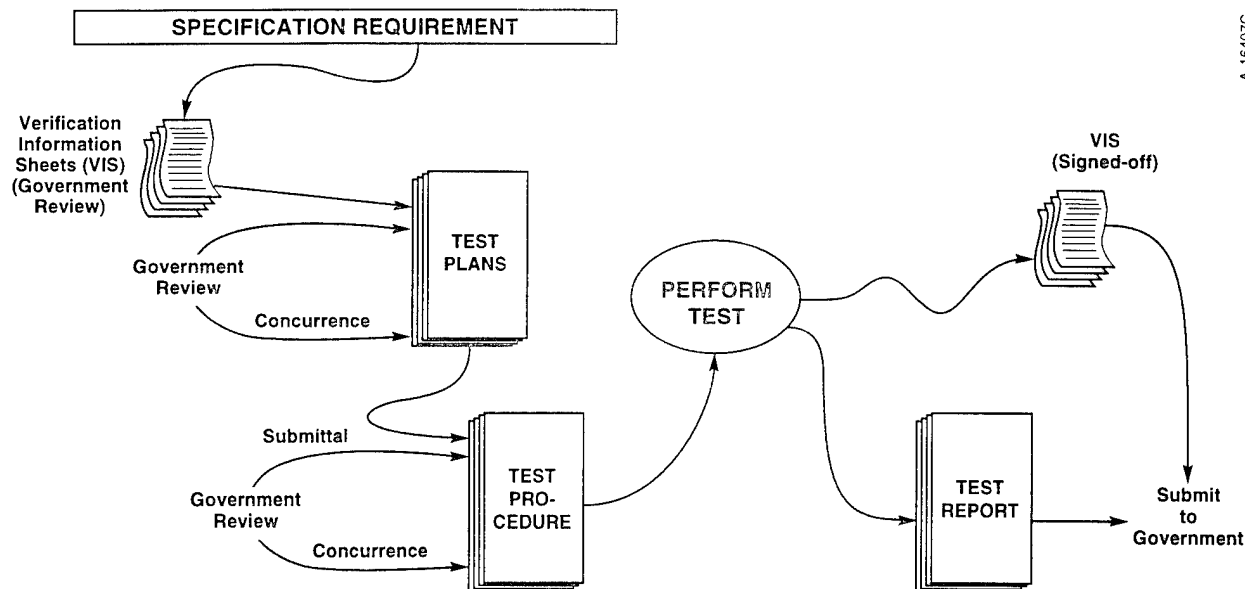 SPECIFICATION REQUIREMENT
Verification
Information
Sheets (VIS)
(Government
Review)
TEST
PLANS
Government
Review
Concurrence
Submittal
Government
Review
Concurrence
TEST
PRO-
CEDURE
PERFORM
TEST
VIS
(Signed-off)
TEST
REPORT
Submit
to
Government